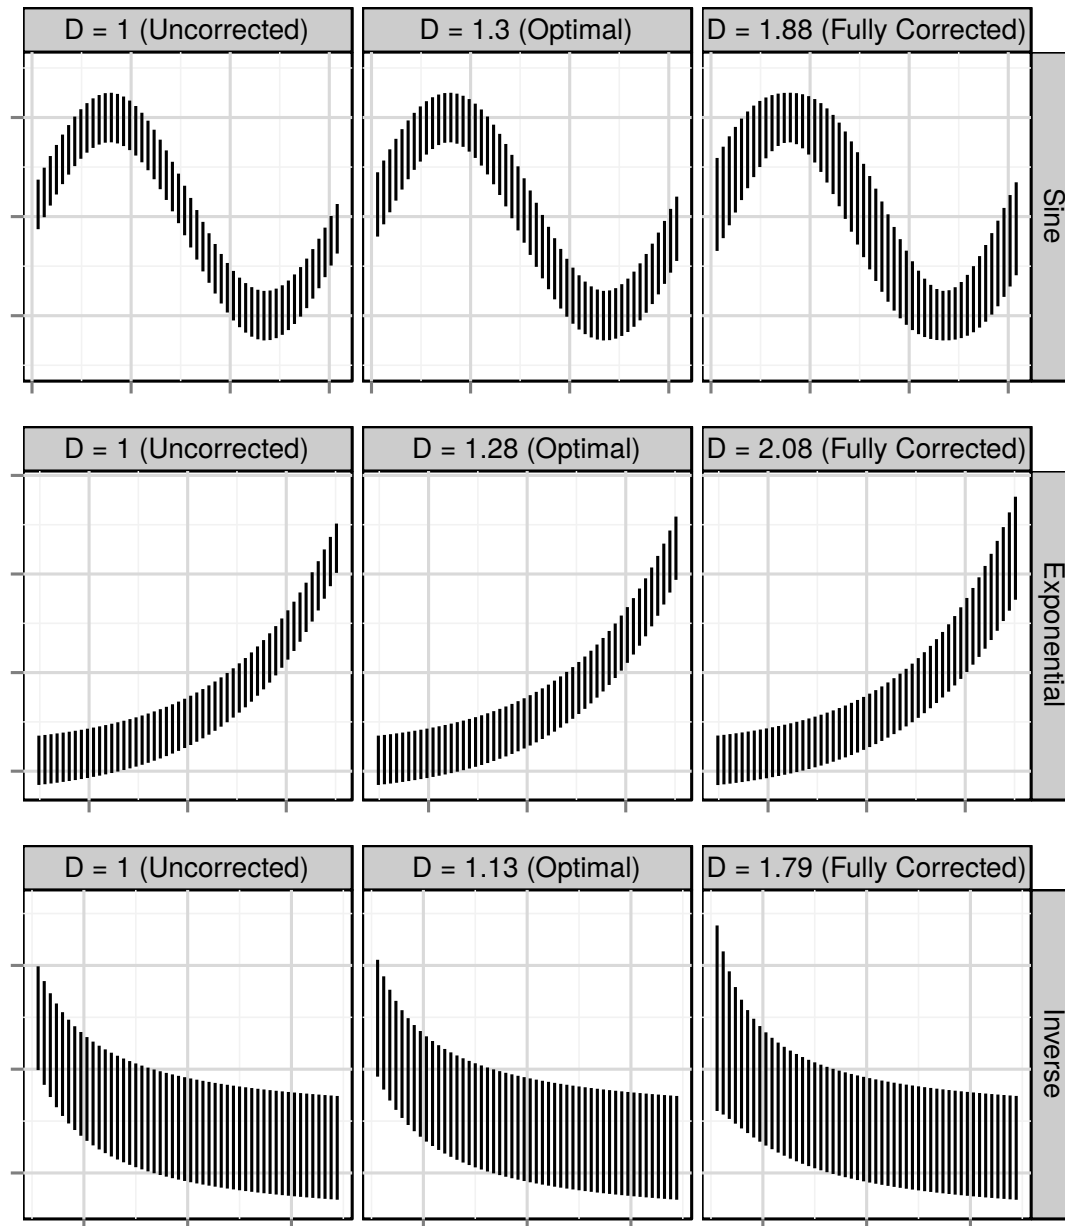 D = 1 (Uncorrected)
D = 1.3 (Optimal)
D = 1.88 (Fully Corrected)
Sine
D = 1 (Uncorrected)
D = 1.28 (Optimal)
D = 2.08 (Fully Corrected)
Exponential
D = 1 (Uncorrected)
D = 1.13 (Optimal)
D = 1.79 (Fully Corrected)
Inverse